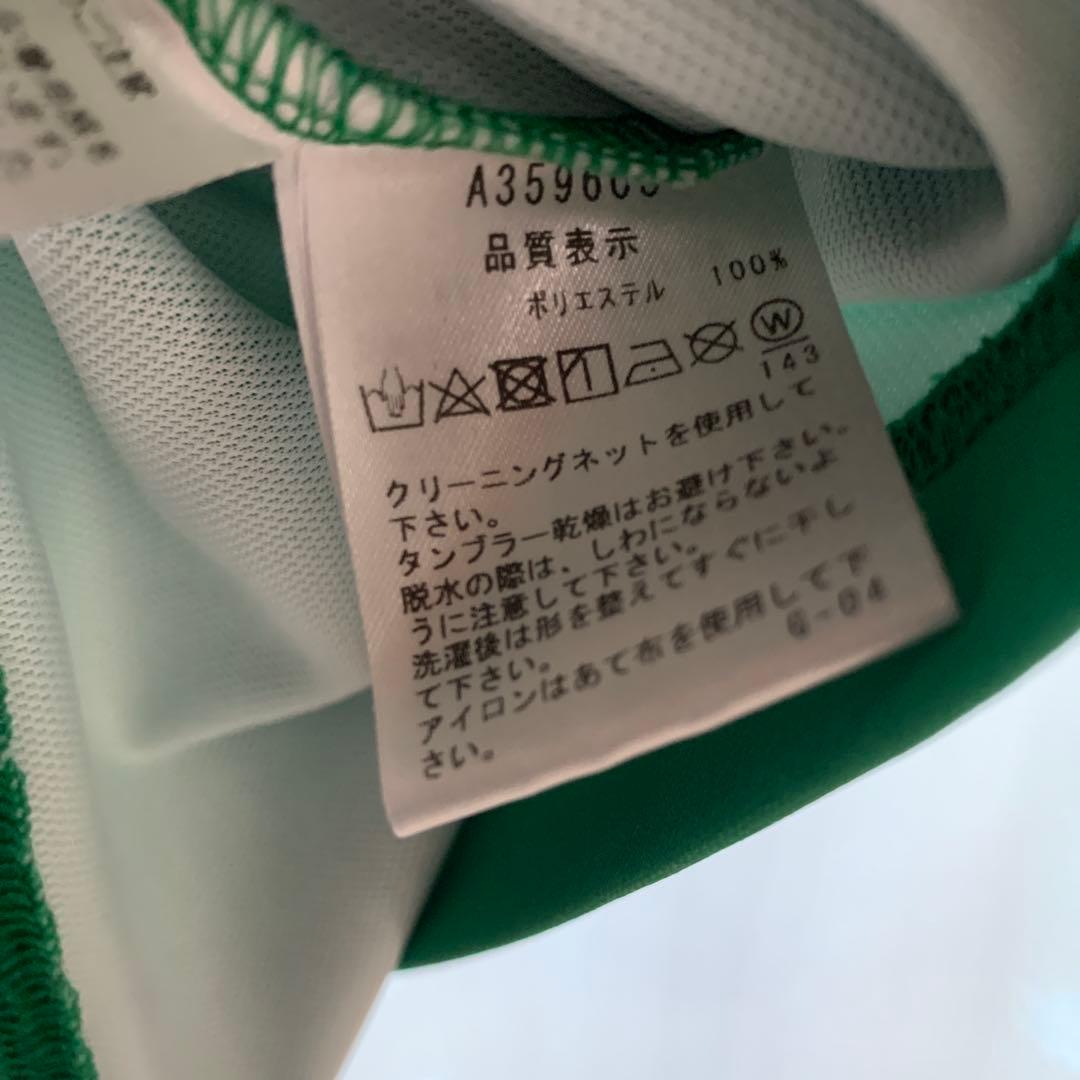 A35960
品質表示
ポリエステル 100%
W
143
クリーニングネットを使用して
下さい。
タンブラー乾燥はお避け下さい。
脱水の際は、しわにならないよ
うに注意して下さい。
洗濯後は形を整えてすぐに干し
て下さい。
アイロンはあて布を使用して下
さい。
G-04